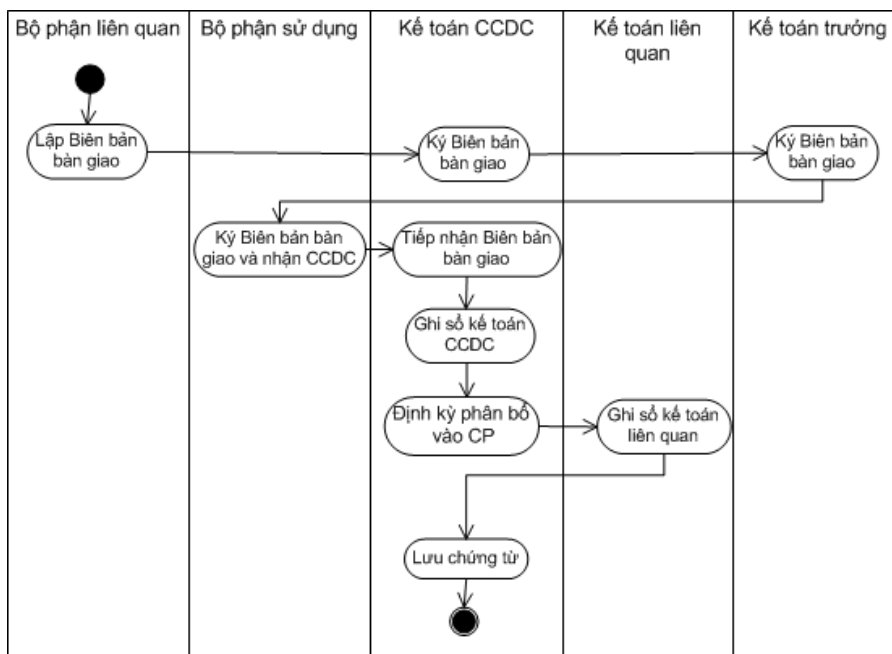 Bộ phận liên quan
Bộ phận sử dụng
Kế toán CCDC
Kế toán liên
quan
Kế toán trưởng
Lập Biên bản
bàn giao
Ký Biên bản
bàn giao
Ký Biên bản
bàn giao
Ký Biên bản bàn
giao và nhận CCDC
Tiếp nhận Biên bản
bàn giao
Ghi sổ kế toán
CCDC
Định kỳ phân bổ
vào CP
Ghi sổ kế toán
liên quan
Lưu chứng từ